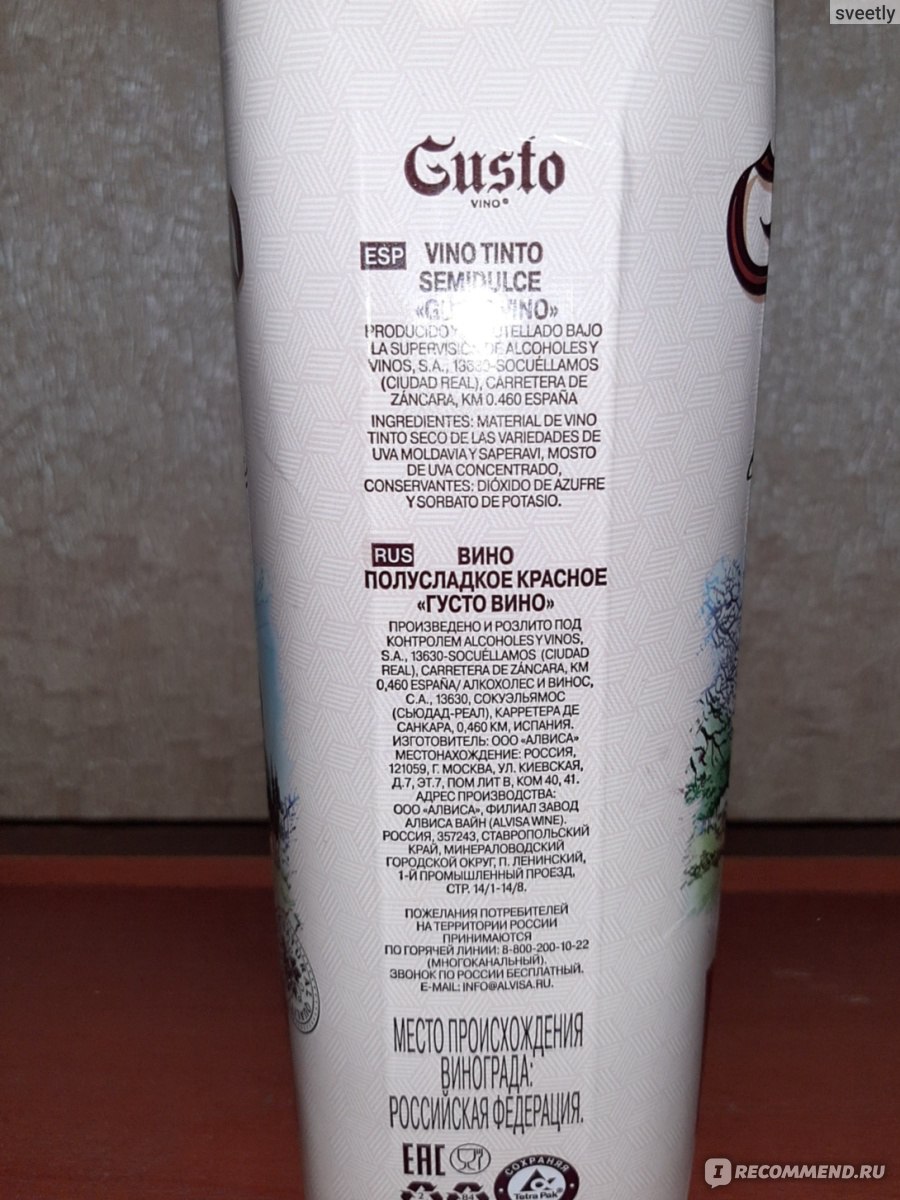 sveetly
Gusto
VINO®
ESP VINO TINTO
SEMIDULCE
VINO»
PRODUCIDO BAJO
LA SUPERVISIÓN DE ALCOHOLES Y
VINOS, S.A., 13630-SOCUÉLLAMOS
(CIUDAD REAL), CARRETERA DE
ZÁNCARA, KM 0.460 ESPAÑA
INGREDIENTES: MATERIAL DE VINO
TINTO SECO DE LAS VARIEDADES DE
UVA MOLDAVIA Y SAPERAVI, MOSTO
DE UVA CONCENTRADO,
CONSERVANTES: DIÓXIDO DE AZUFRE
Y SORBATO DE POTASIO.
RUS ВИНО
ПОЛУСЛАДКОЕ КРАСНОЕ
«ГУСТО ВИНО»
ПРОИЗВЕДЕНО И РОЗЛИТО ПОД
КОНТРОЛЕМ ALCOHOLES Y VINOS,
S.A., 13630-SOCUÉLLAMOS (CIUDAD
REAL), CARRETERA DE ZÁNCARA, KM
0,460 ESPAÑA/ АЛКОХОЛЕС И ВИНОС,
С.А., 13630, СОКУЭЛЬЯМОС
(СЬЮДАД-РЕАЛ), КАРРЕТЕРА ДЕ
САНКАРА, 0,460 КМ, ИСПАНИЯ.
ИЗГОТОВИТЕЛЬ: ООО «АЛВИСА»
МЕСТОНАХОЖДЕНИЕ: РОССИЯ,
121059, Г. МОСКВА, УЛ. КИЕВСКАЯ,
Д.7, ЭТ.7, ПОМ ЛИТ В, КОМ 40, 41.
АДРЕС ПРОИЗВОДСТВА:
ООО «АЛВИСА», ФИЛИАЛ ЗАВОД
АЛВИСА ВАЙН (ALVISA WINE).
РОССИЯ, 357243, СТАВРОПОЛЬСКИЙ
КРАЙ, МИНЕРАЛОВОДСКИЙ
ГОРОДСКОЙ ОКРУГ, П. ЛЕНИНСКИЙ,
1-Й ПРОМЫШЛЕННЫЙ ПРОЕЗД,
СТР. 14/1-14/8.
ПОЖЕЛАНИЯ ПОТРЕБИТЕЛЕЙ
НА ТЕРРИТОРИИ РОССИИ
ПРИНИМАЮТСЯ
ПО ГОРЯЧЕЙ ЛИНИИ: 8-800-200-10-22
(МНОГОКАНАЛЬНЫЙ).
ЗВОНОК ПО РОССИИ БЕСПЛАТНЫЙ.
E-MAIL: INFO@ALVISA.RU.
МЕСТО ПРОИСХОЖДЕНИЯ
ВИНОГРАДА:
РОССИЙСКАЯ ФЕДЕРАЦИЯ.
EAC
СОХРАНЯЯ
Tetra Pak®
2 84
IRECOMMEND.RU